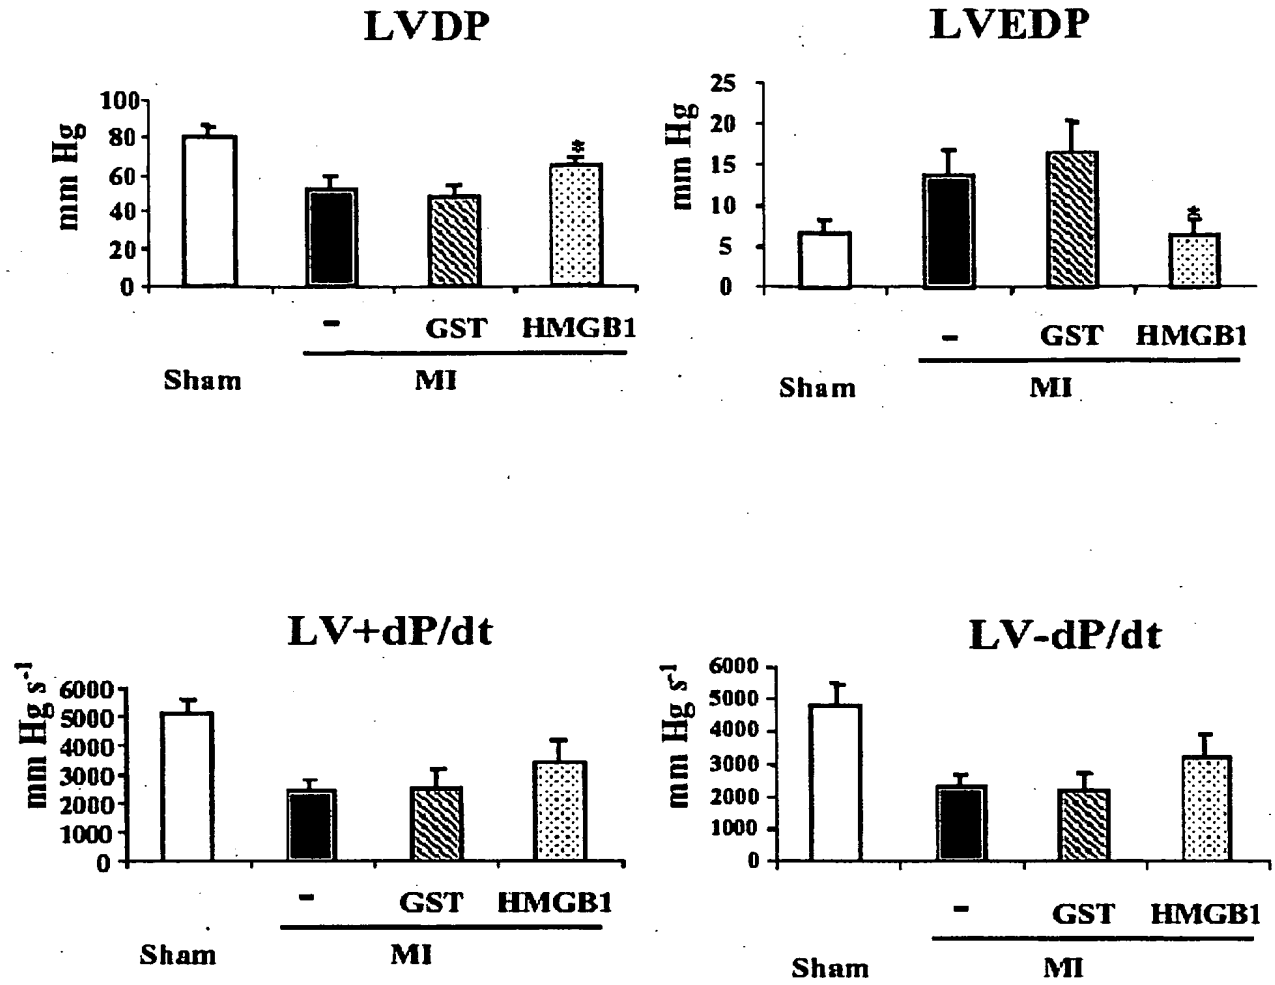 LVDP
mm Hg
100
80
60
40
20
0
*
- GST HMGB1
Sham MI
LVEDP
mm Hg
25
20
15
10
5
0
*
- GST HMGB1
Sham MI
LV+dP/dt
mm Hg s⁻¹
6000
5000
4000
3000
2000
1000
0
- GST HMGB1
Sham MI
LV-dP/dt
mm Hg s⁻¹
6000
5000
4000
3000
2000
1000
0
- GST HMGB1
Sham MI